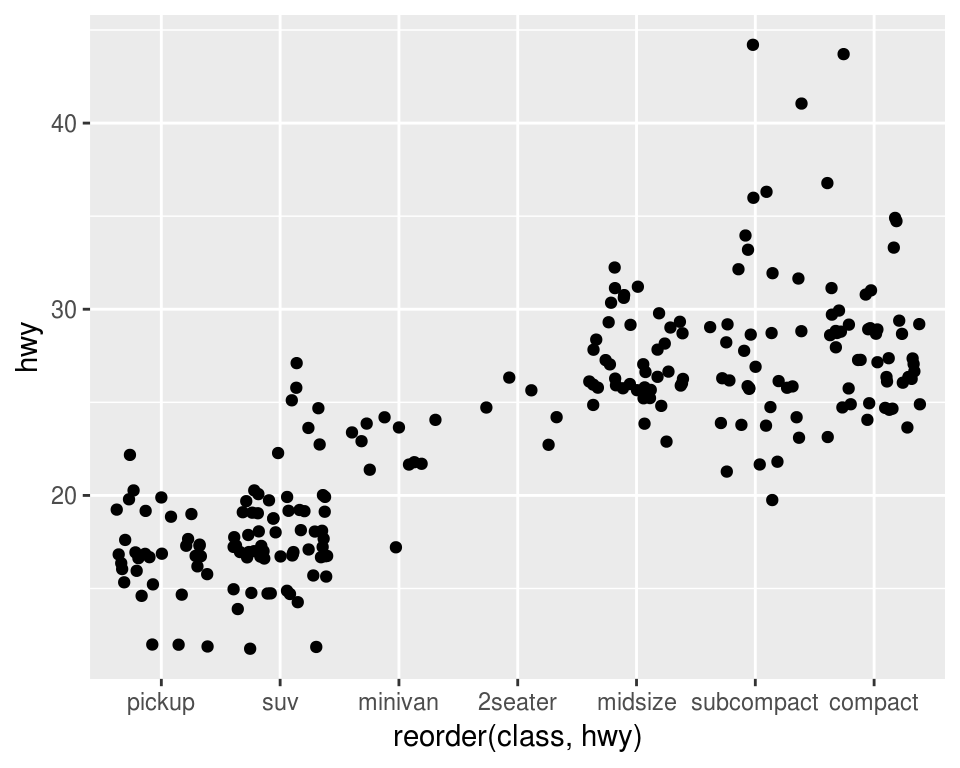 hwy
40
30
20
pickup suv minivan 2seater midsize subcompact compact
reorder(class, hwy)